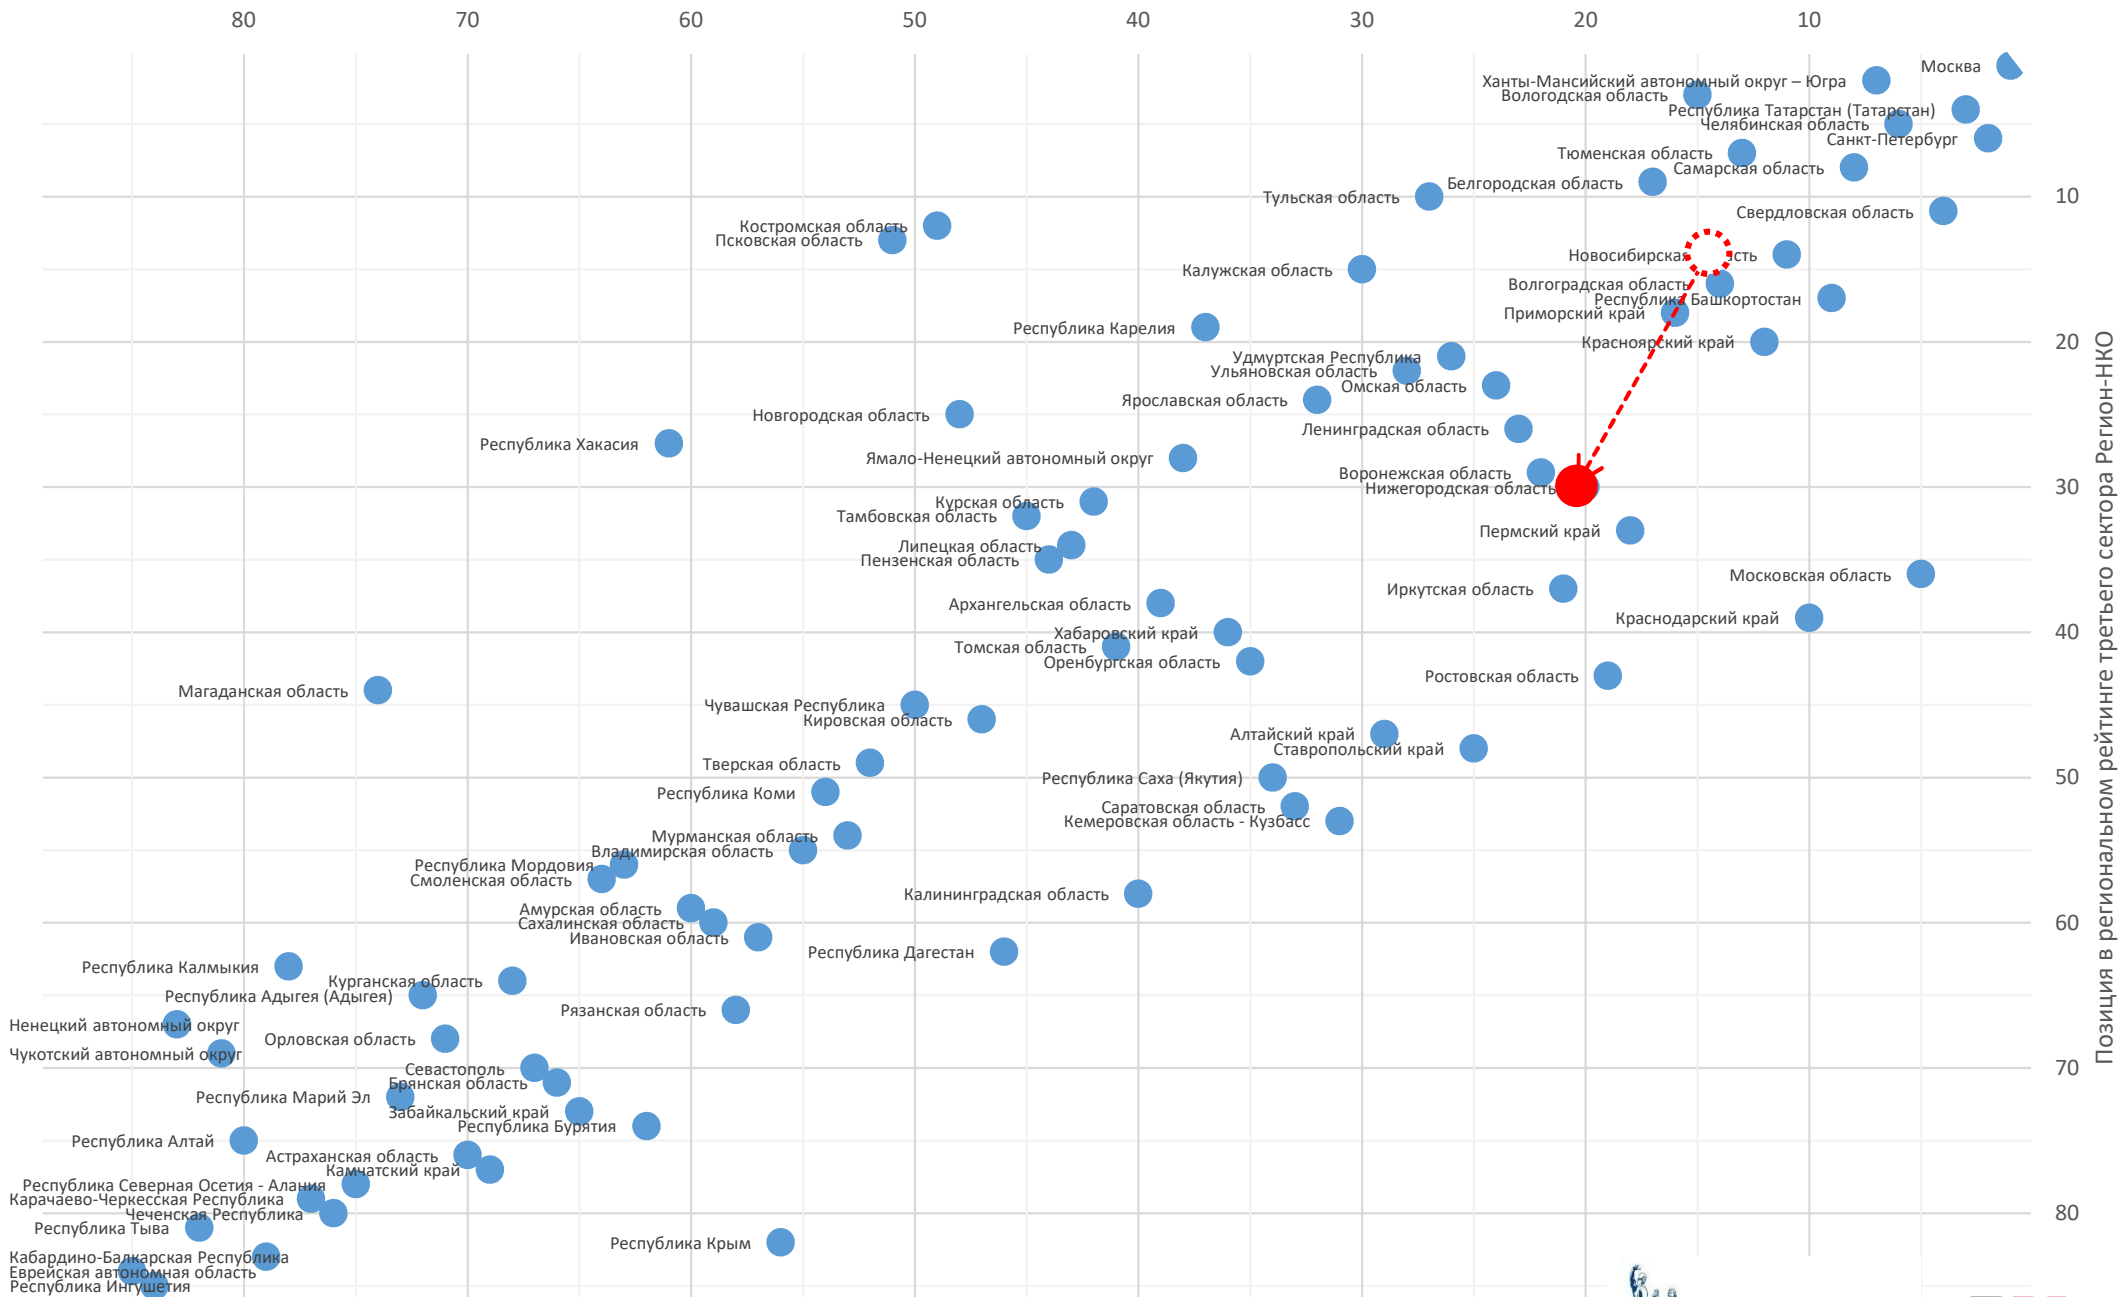 80 70 60 50 40 30 20 10
Москва
Ханты-Мансийский автономный округ – Югра
Вологодская область
Республика Татарстан (Татарстан)
Челябинская область
Санкт-Петербург
Тюменская область
Самарская область
Белгородская область
Тульская область
10
Свердловская область
Костромская область
Псковская область
Новосибирская область
Калужская область
Волгоградская область
Республика Башкортостан
Приморский край
Республика Карелия
Красноярский край
20
Удмуртская Республика
Ульяновская область
Омская область
Ярославская область
Новгородская область
Ленинградская область
Республика Хакасия
Ямало-Ненецкий автономный округ
Воронежская область
Нижегородская область
30
Курская область
Тамбовская область
Пермский край
Липецкая область
Пензенская область
Московская область
Иркутская область
Архангельская область
Краснодарский край
Хабаровский край
40
Томская область
Оренбургская область
Ростовская область
Магаданская область
Чувашская Республика
Кировская область
Алтайский край
Ставропольский край
Тверская область
Республика Саха (Якутия)
50
Республика Коми
Саратовская область
Кемеровская область - Кузбасс
Мурманская область
Владимирская область
Республика Мордовия
Смоленская область
Калининградская область
Амурская область
Сахалинская область
60
Ивановская область
Республика Дагестан
Республика Калмыкия
Курганская область
Республика Адыгея (Адыгея)
Рязанская область
Ненецкий автономный округ
Орловская область
Чукотский автономный округ
Севастополь
70
Брянская область
Республика Марий Эл
Забайкальский край
Республика Бурятия
Республика Алтай
Астраханская область
Камчатский край
Республика Северная Осетия - Алания
Карачаево-Черкесская Республика
Чеченская Республика
80
Республика Тыва
Республика Крым
Кабардино-Балкарская Республика
Еврейская автономная область
Республика Ингушетия
Позиция в региональном рейтинге третьего сектора Регион-НКО